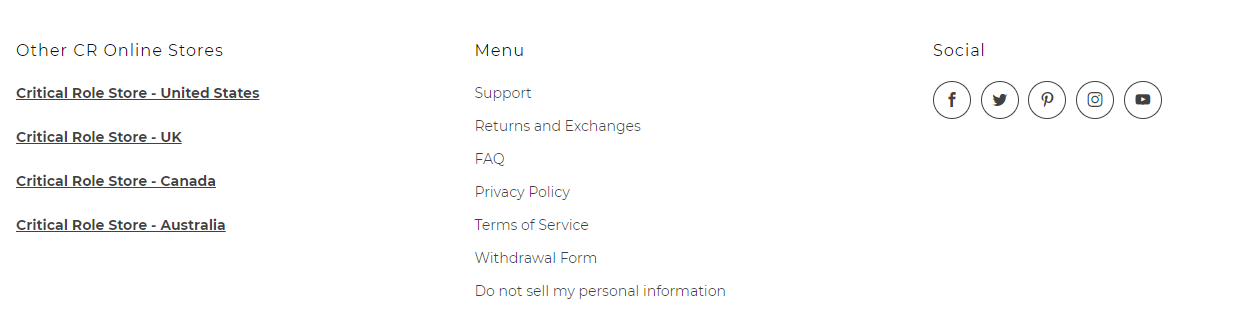 Other CR Online Stores
Critical Role Store - United States
Critical Role Store - UK
Critical Role Store - Canada
Critical Role Store - Australia
Menu
Support
Returns and Exchanges
FAQ
Privacy Policy
Terms of Service
Withdrawal Form
Do not sell my personal information
Social